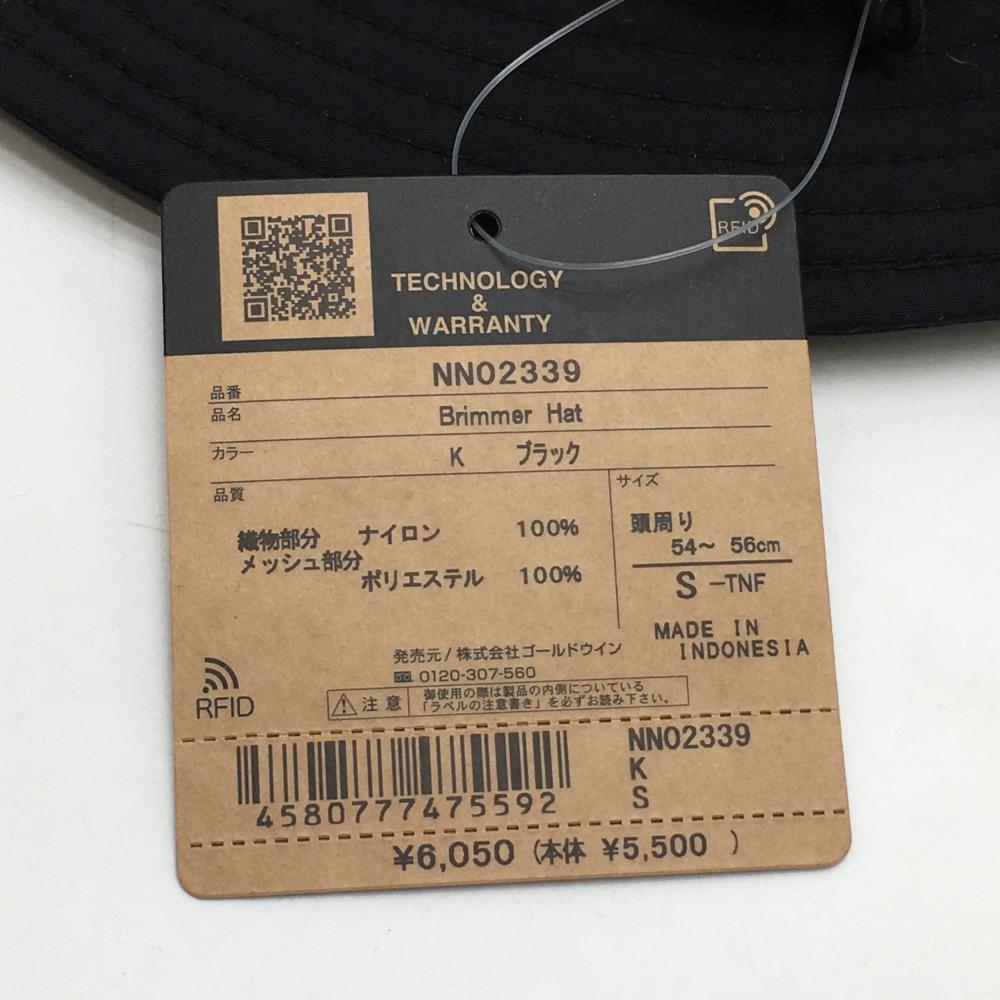 RFID
TECHNOLOGY
&
WARRANTY
品番 NN02339
品名 Brimmer Hat
カラー K ブラック
品質
織物部分 ナイロン 100%
メッシュ部分
ポリエステル 100%
サイズ
頭周り
54～ 56cm
S -TNF
MADE IN
INDONESIA
発売元/株式会社ゴールドウイン
0120-307-560
RFID
注意
御使用の際は製品の内側についている
「ラベルの注意書き」を必ずお読み下さい。
4580777475592
NN02339
K
S
¥6,050 (本体 ¥5,500 )